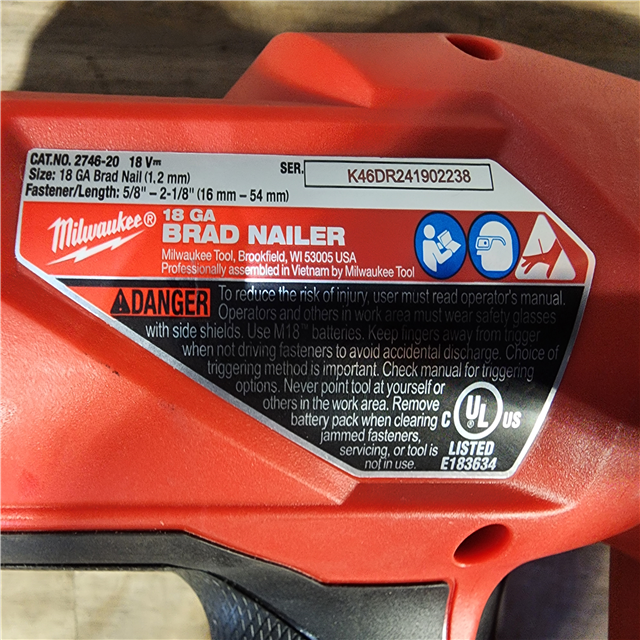 CAT.NO. 2746-20 18 V⎓
Size: 18 GA Brad Nail (1,2 mm)
Fastener/Length: 5/8" – 2-1/8" (16 mm – 54 mm)
SER. K46DR241902238
Milwaukee®
18 GA
BRAD NAILER
Milwaukee Tool, Brookfield, WI 53005 USA
Professionally assembled in Vietnam by Milwaukee Tool
DANGER
To reduce the risk of injury, user must read operator's manual.
Operators and others in work area must wear safety glasses
with side shields. Use M18™ batteries. Keep fingers away from trigger
when not driving fasteners to avoid accidental discharge. Choice of
triggering method is important. Check manual for triggering
options. Never point tool at yourself or
others in the work area. Remove
battery pack when clearing
jammed fasteners,
servicing, or tool is
not in use.
C UL® US
LISTED
E183634